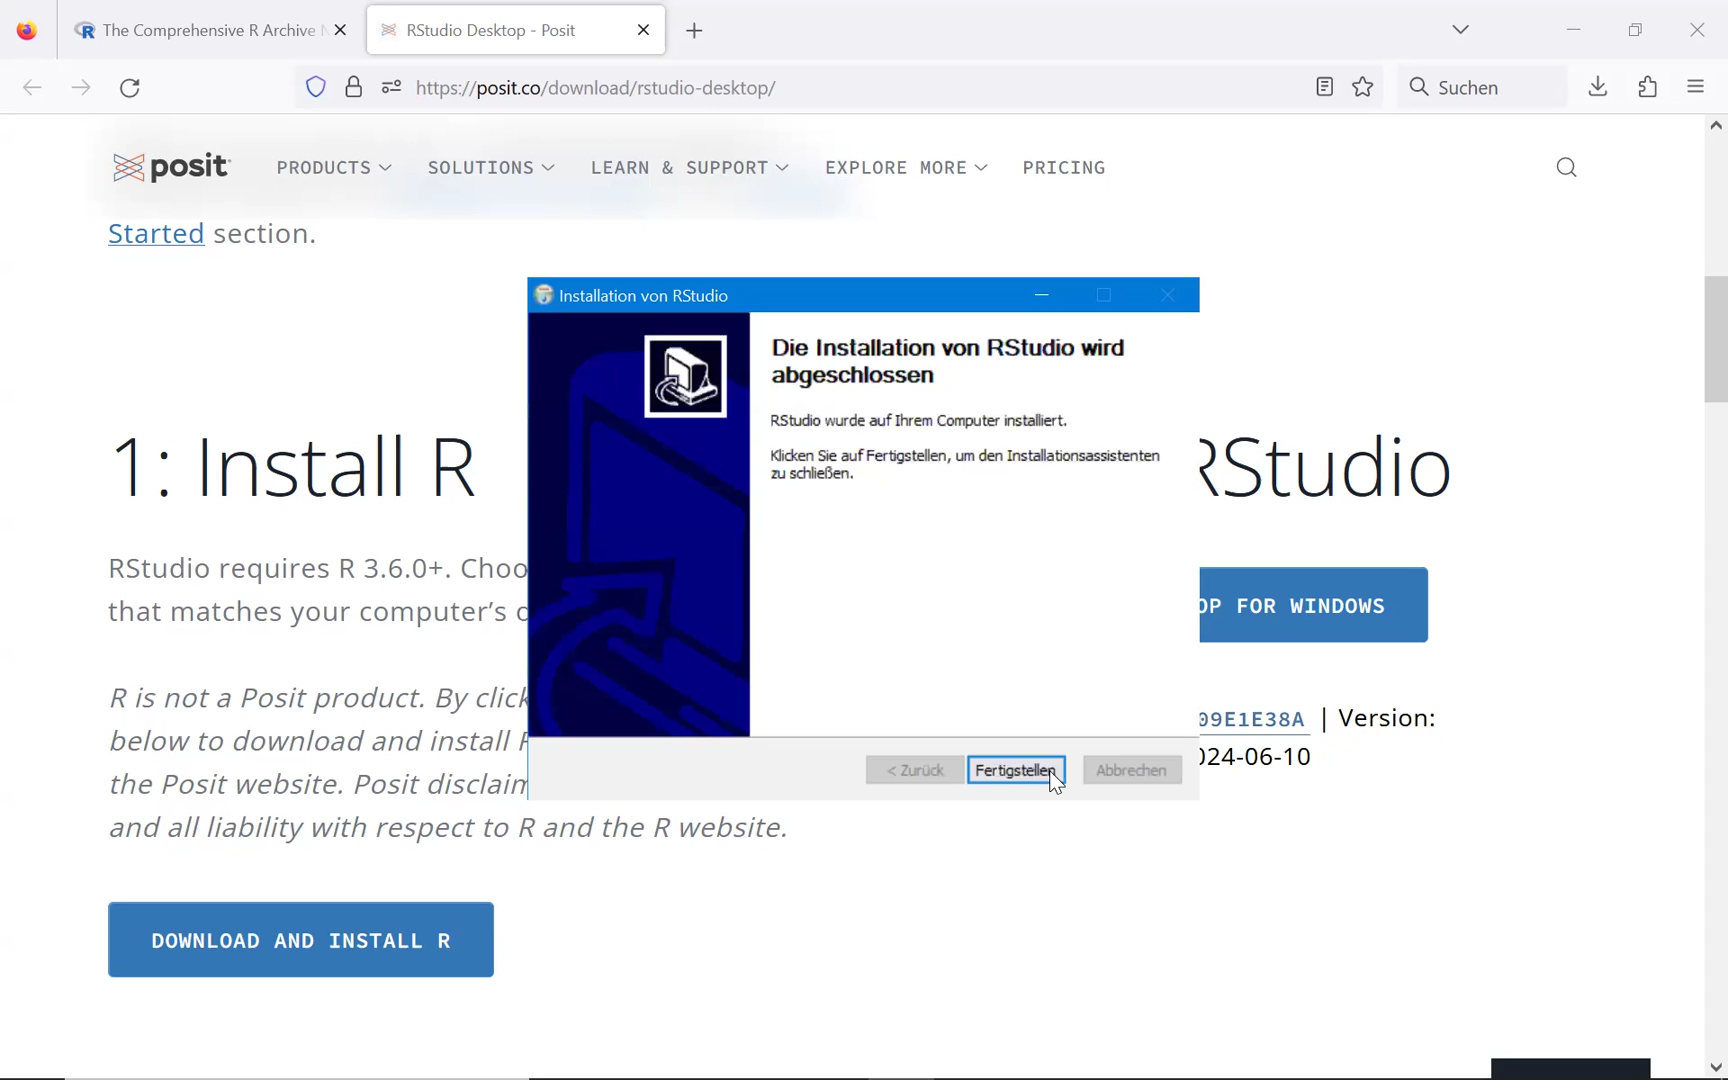 The Comprehensive R Archive
RStudio Desktop - Posit
https://posit.co/download/rstudio-desktop/
Suchen
posit
PRODUCTS
SOLUTIONS
LEARN & SUPPORT
EXPLORE MORE
PRICING
Started section.
Installation von RStudio
Die Installation von RStudio wird
abgeschlossen
RStudio wurde auf Ihrem Computer installiert.
Klicken Sie auf Fertigstellen, um den Installationsassistenten
zu schließen.
< Zurück
Fertigstellen
Abbrechen
1: Install R
RStudio requires R 3.6.0+. Choo
that matches your computer's
R is not a Posit product. By click
below to download and install
the Posit website. Posit disclaim
and all liability with respect to R and the R website.
DOWNLOAD AND INSTALL R
RStudio
OP FOR WINDOWS
09E1E38A | Version:
024-06-10